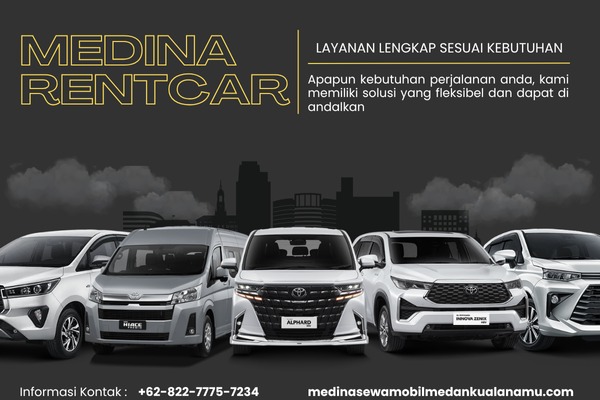 MEDINA
RENTCAR
LAYANAN LENGKAP SESUAI KEBUTUHAN
Apapun kebutuhan perjalanan anda, kami
memiliki solusi yang fleksibel dan dapat di
andalkan
HIACE
ALPHARD
INNOVA ZENIX
Informasi Kontak : +62-822-7775-7234
medinasewamobilmedankualanamu.com